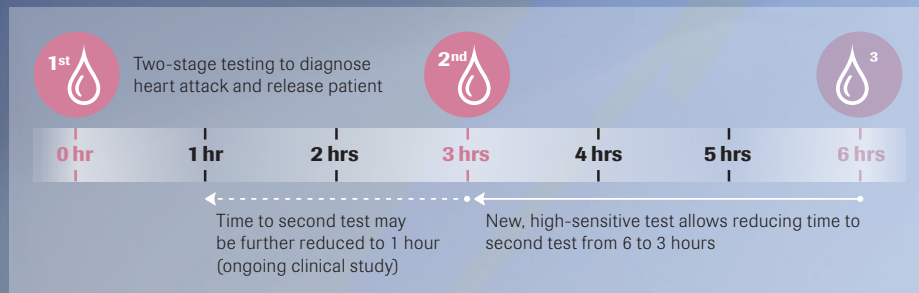 1st
Two-stage testing to diagnose
heart attack and release patient
2nd
3
0 hr
1 hr
2 hrs
3 hrs
4 hrs
5 hrs
6 hrs
Time to second test may
be further reduced to 1 hour
(ongoing clinical study)
New, high-sensitive test allows reducing time to
second test from 6 to 3 hours